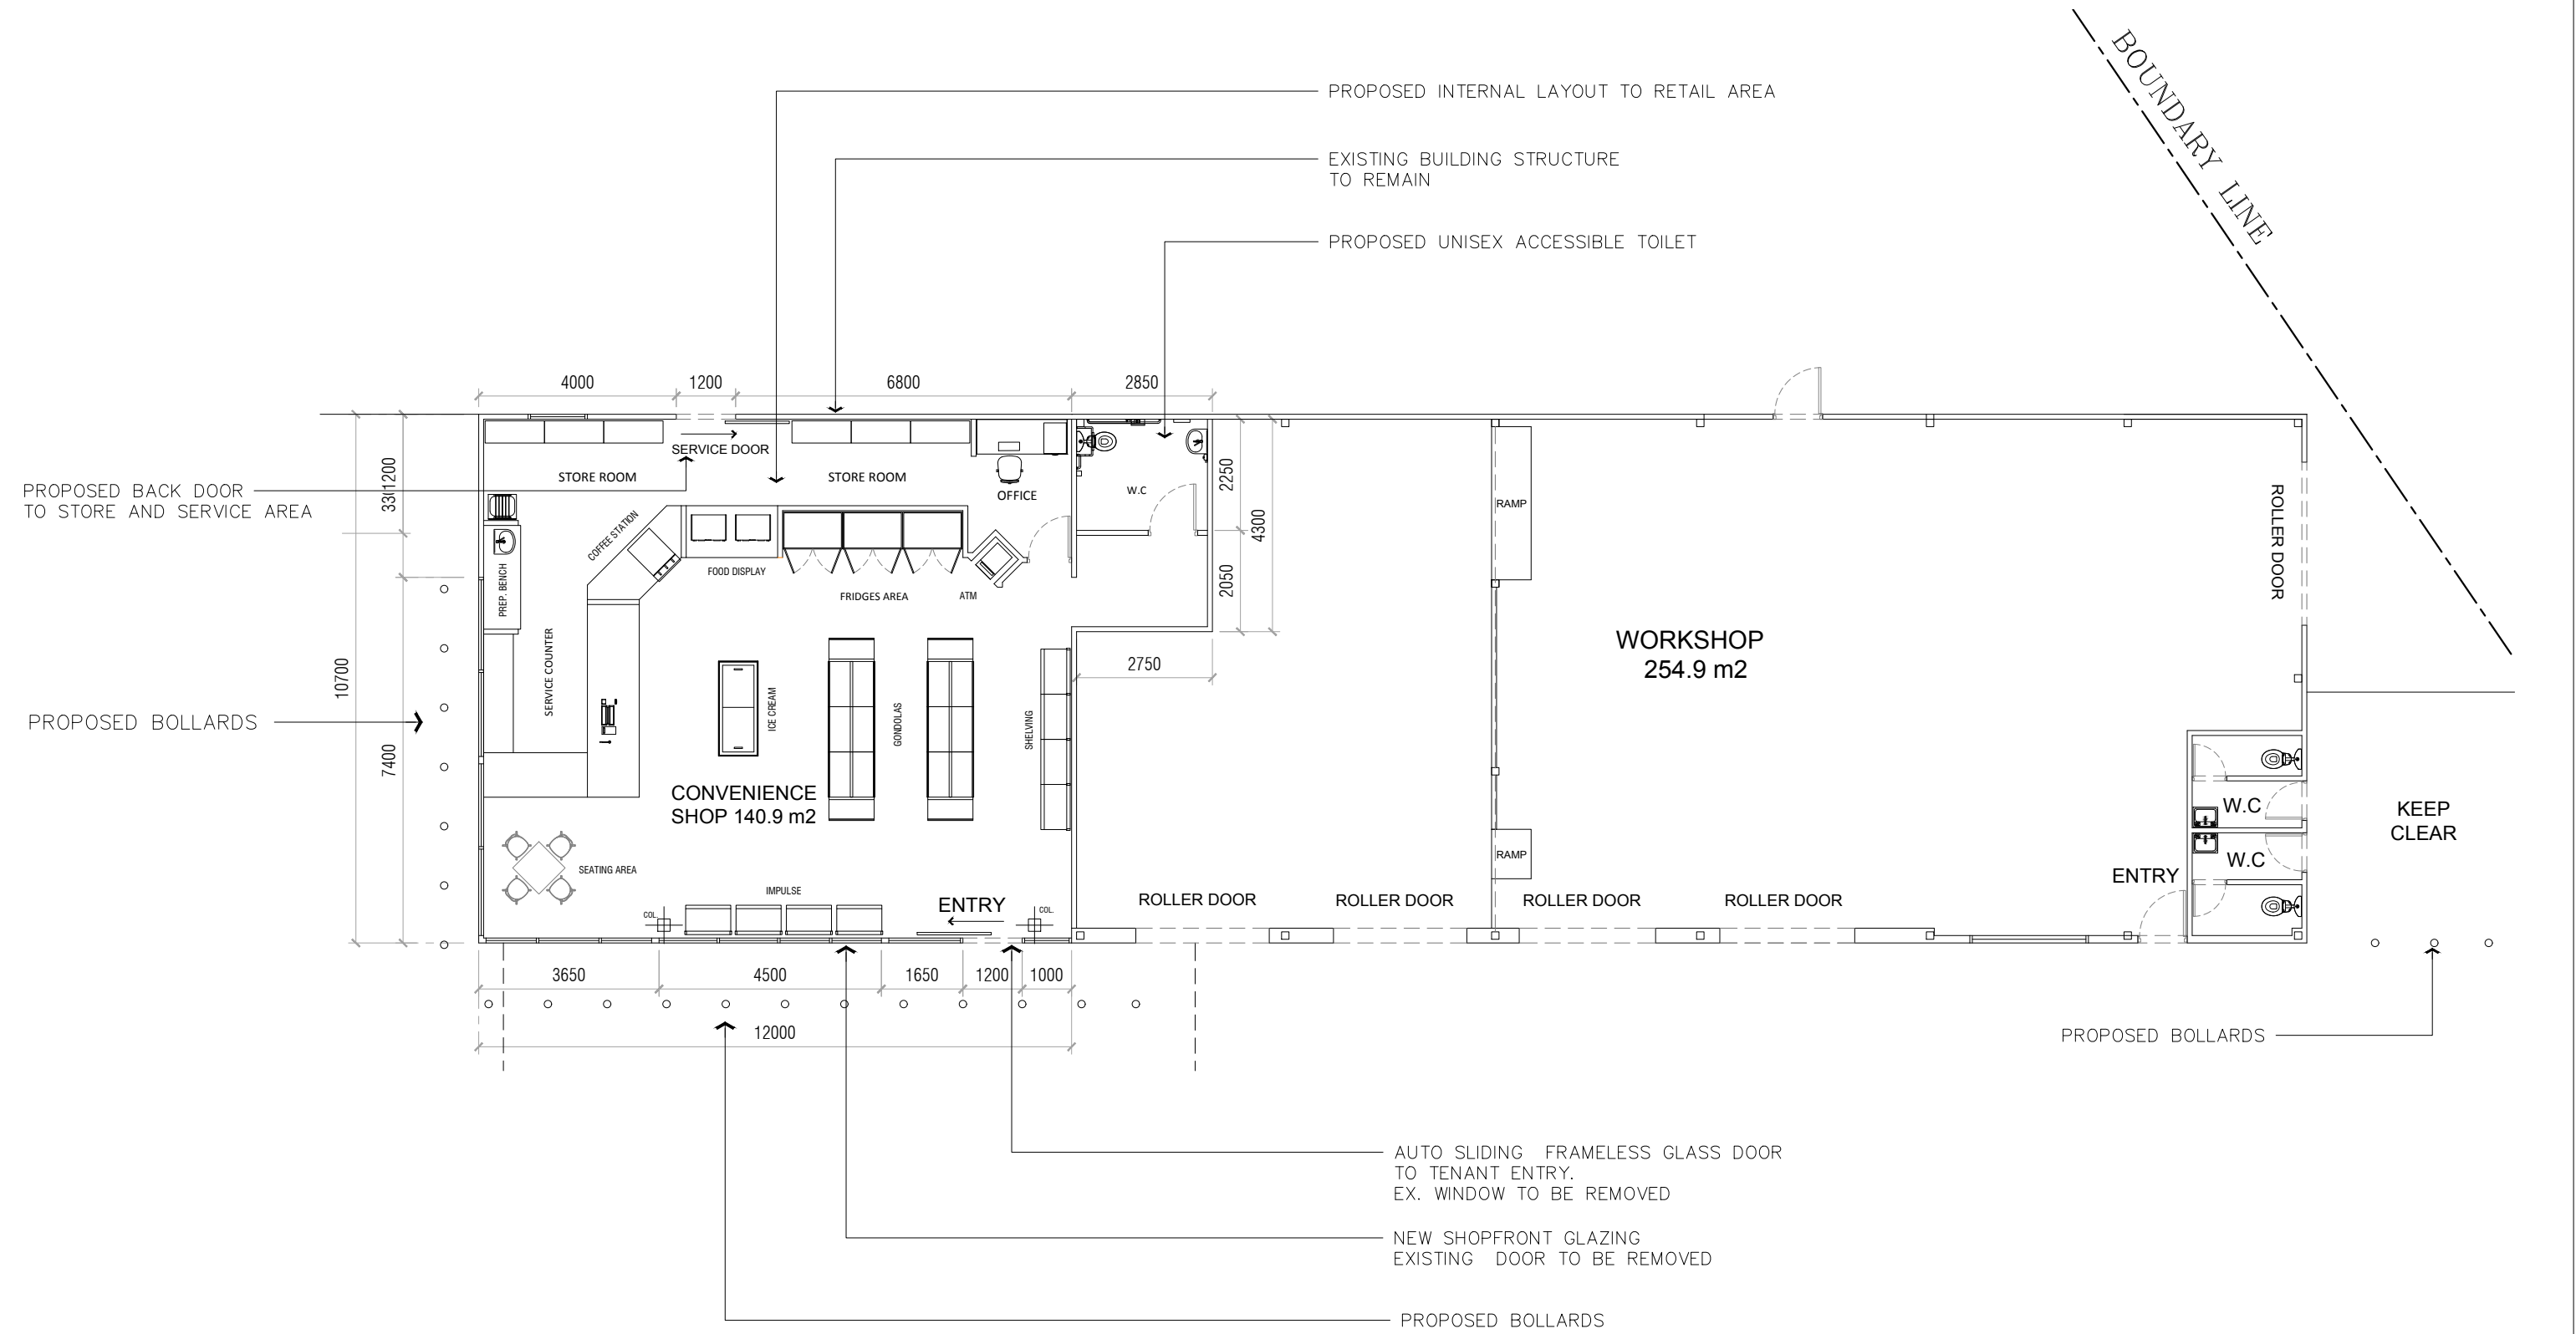 BOUNDARY LINE
PROPOSED INTERNAL LAYOUT TO RETAIL AREA
EXISTING BUILDING STRUCTURE
TO REMAIN
PROPOSED UNISEX ACCESSIBLE TOILET
4000
1200
6800
2850
SERVICE DOOR
STORE ROOM
STORE ROOM
OFFICE
W.C
PROPOSED BACK DOOR
TO STORE AND SERVICE AREA
1200
2250
4300
2050
RAMP
ROLLER DOOR
COFFEE STATION
FOOD DISPLAY
FRIDGES AREA
ATM
PREP. BENCH
SERVICE COUNTER
WORKSHOP
254.9 m2
2750
10700
7400
PROPOSED BOLLARDS
ICE CREAM
GONDOLAS
SHELVING
CONVENIENCE
SHOP 140.9 m2
W.C
KEEP
CLEAR
W.C
RAMP
SEATING AREA
IMPULSE
ENTRY
ENTRY
COL.
COL.
ROLLER DOOR
ROLLER DOOR
ROLLER DOOR
ROLLER DOOR
3650
4500
1650
1200
1000
12000
PROPOSED BOLLARDS
AUTO SLIDING FRAMELESS GLASS DOOR
TO TENANT ENTRY.
EX. WINDOW TO BE REMOVED
NEW SHOPFRONT GLAZING
EXISTING DOOR TO BE REMOVED
PROPOSED BOLLARDS